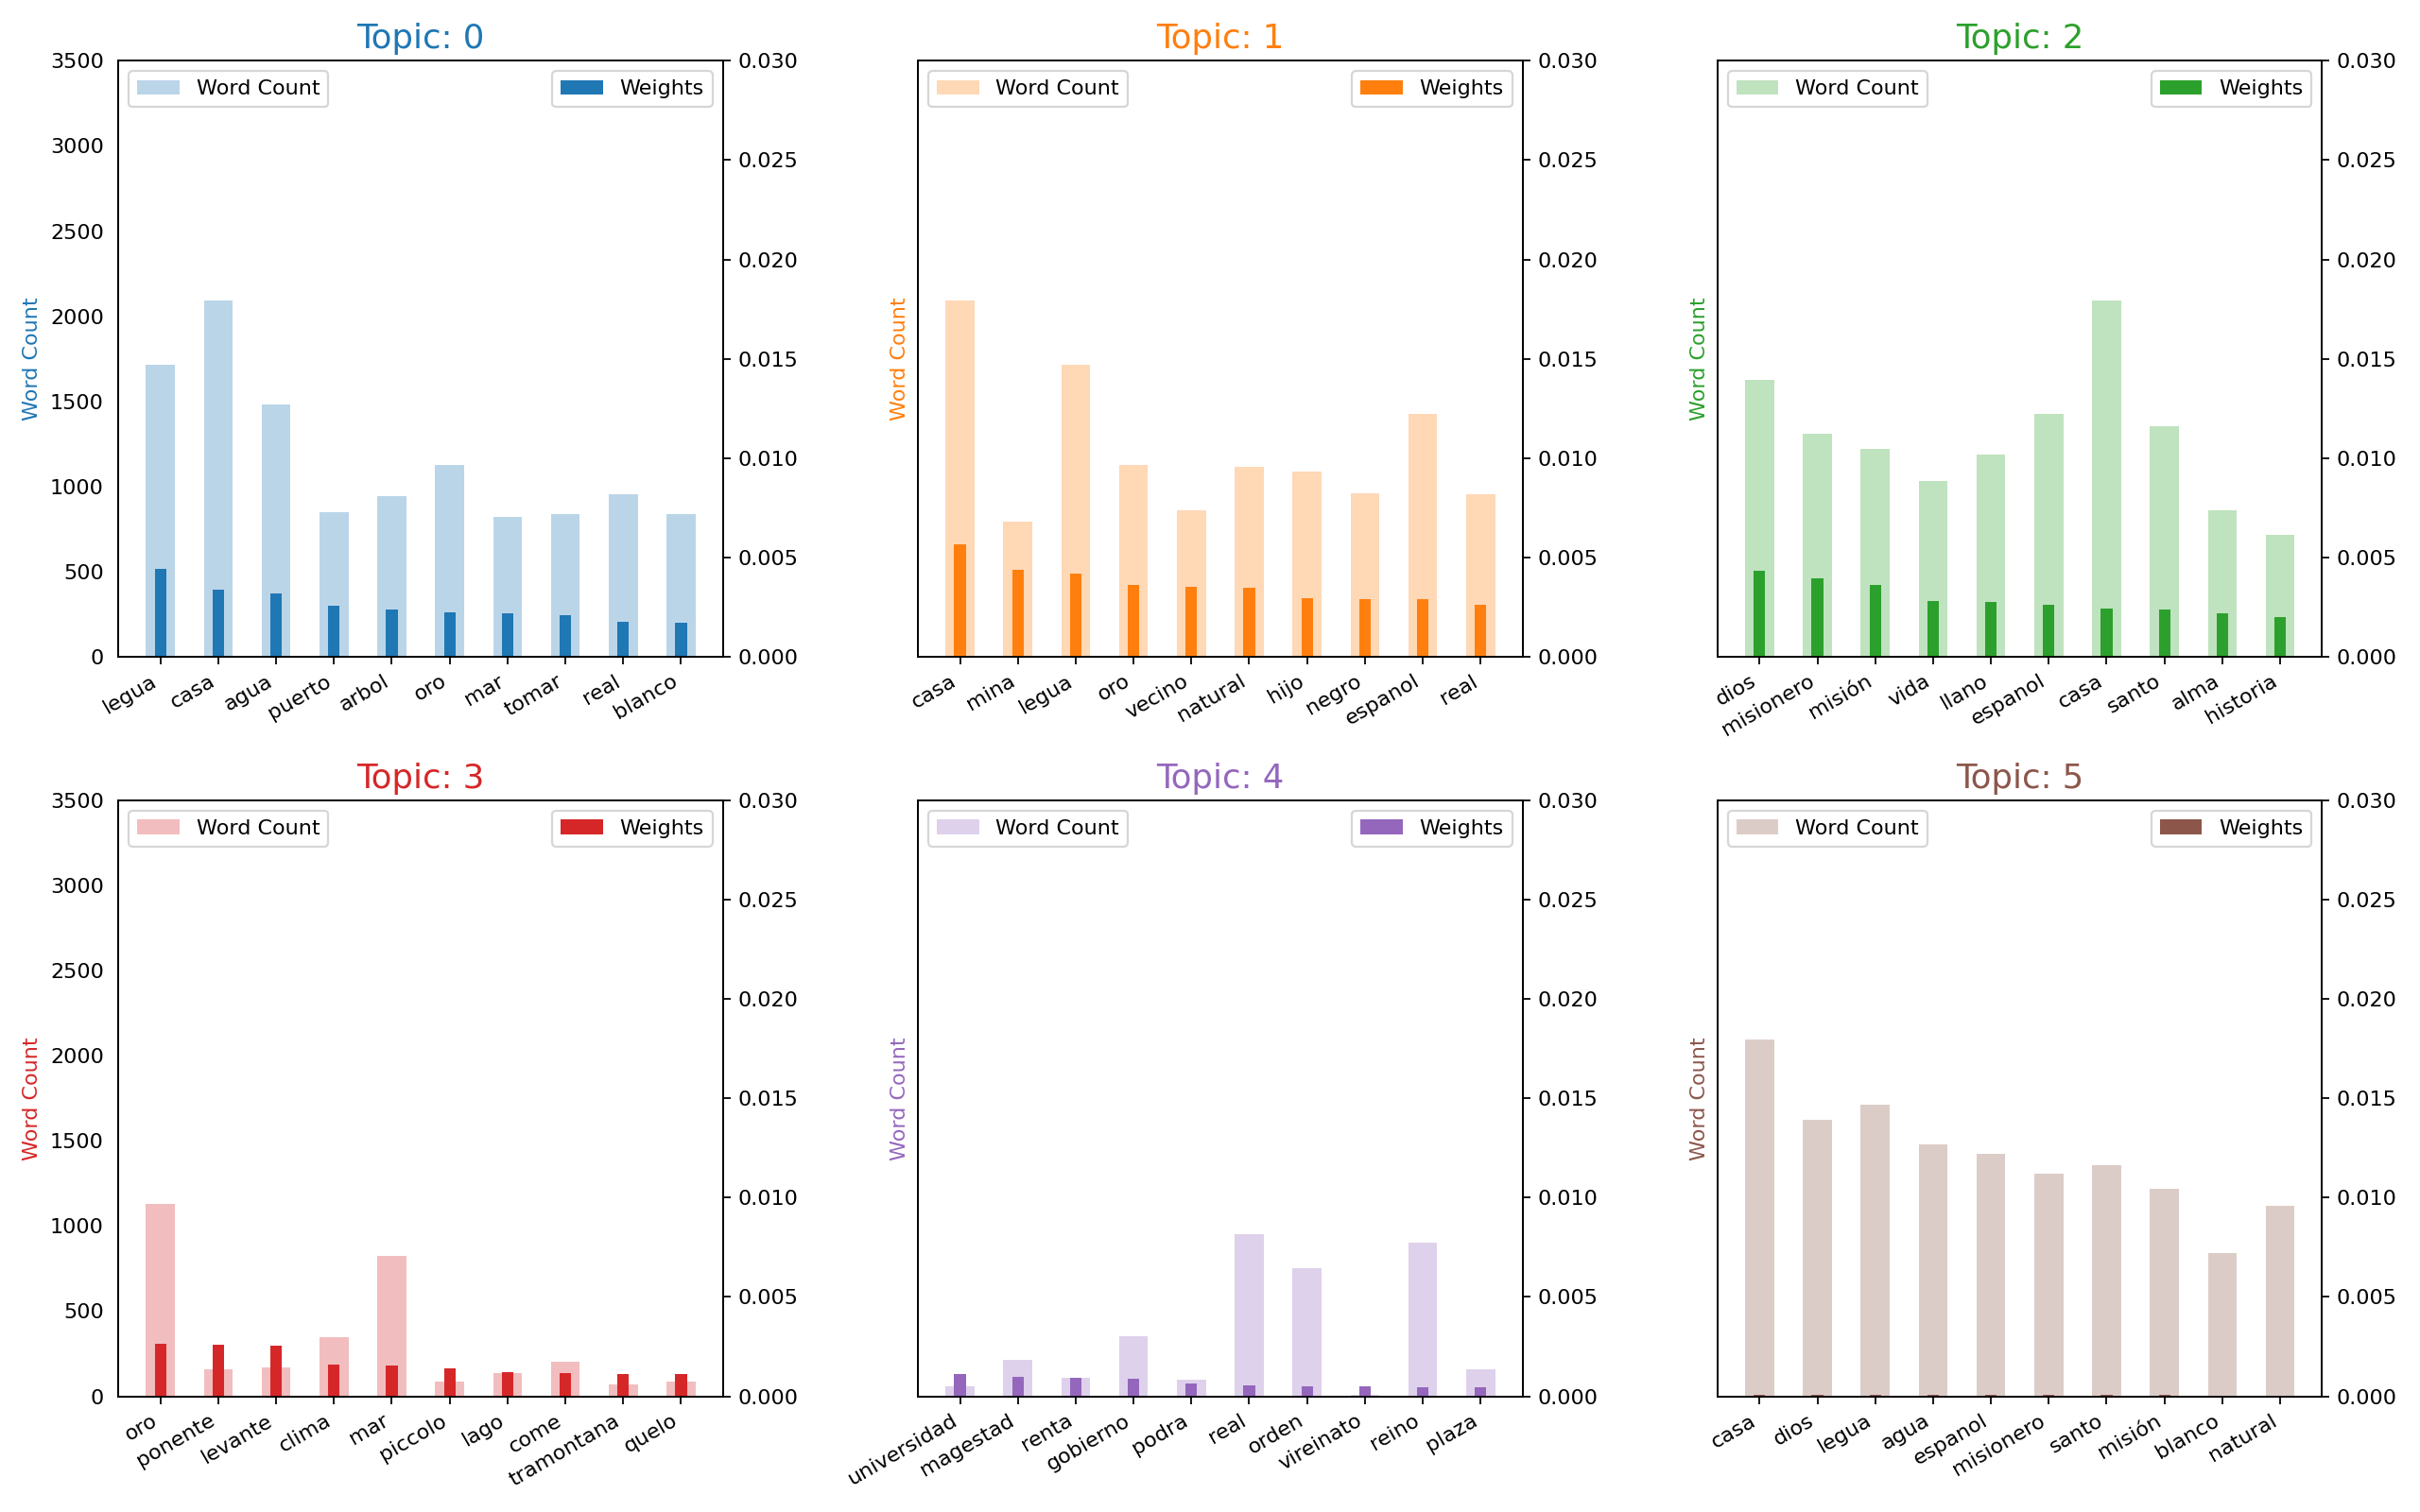 Topic: 0
3500
3000
2500
2000
1500
1000
500
0
Word Count
Word Count
Weights
0.030
0.025
0.020
0.015
0.010
0.005
0.000
legua casa agua puerto arbol oro mar tomar real blanco
Topic: 1
Word Count
Word Count
Weights
0.030
0.025
0.020
0.015
0.010
0.005
0.000
casa mina legua oro vecino natural hijo negro espanol real
Topic: 2
Word Count
Word Count
Weights
0.030
0.025
0.020
0.015
0.010
0.005
0.000
dios misionero misión vida llano espanol casa santo alma historia
Topic: 3
3500
3000
2500
2000
1500
1000
500
0
Word Count
Word Count
Weights
0.030
0.025
0.020
0.015
0.010
0.005
0.000
oro ponente levante clima mar piccolo lago come tramontana quelo
Topic: 4
Word Count
Word Count
Weights
0.030
0.025
0.020
0.015
0.010
0.005
0.000
universidad magestad renta gobierno podra real orden vireinato reino plaza
Topic: 5
Word Count
Word Count
Weights
0.030
0.025
0.020
0.015
0.010
0.005
0.000
casa dios legua agua espanol misionero santo misión blanco natural